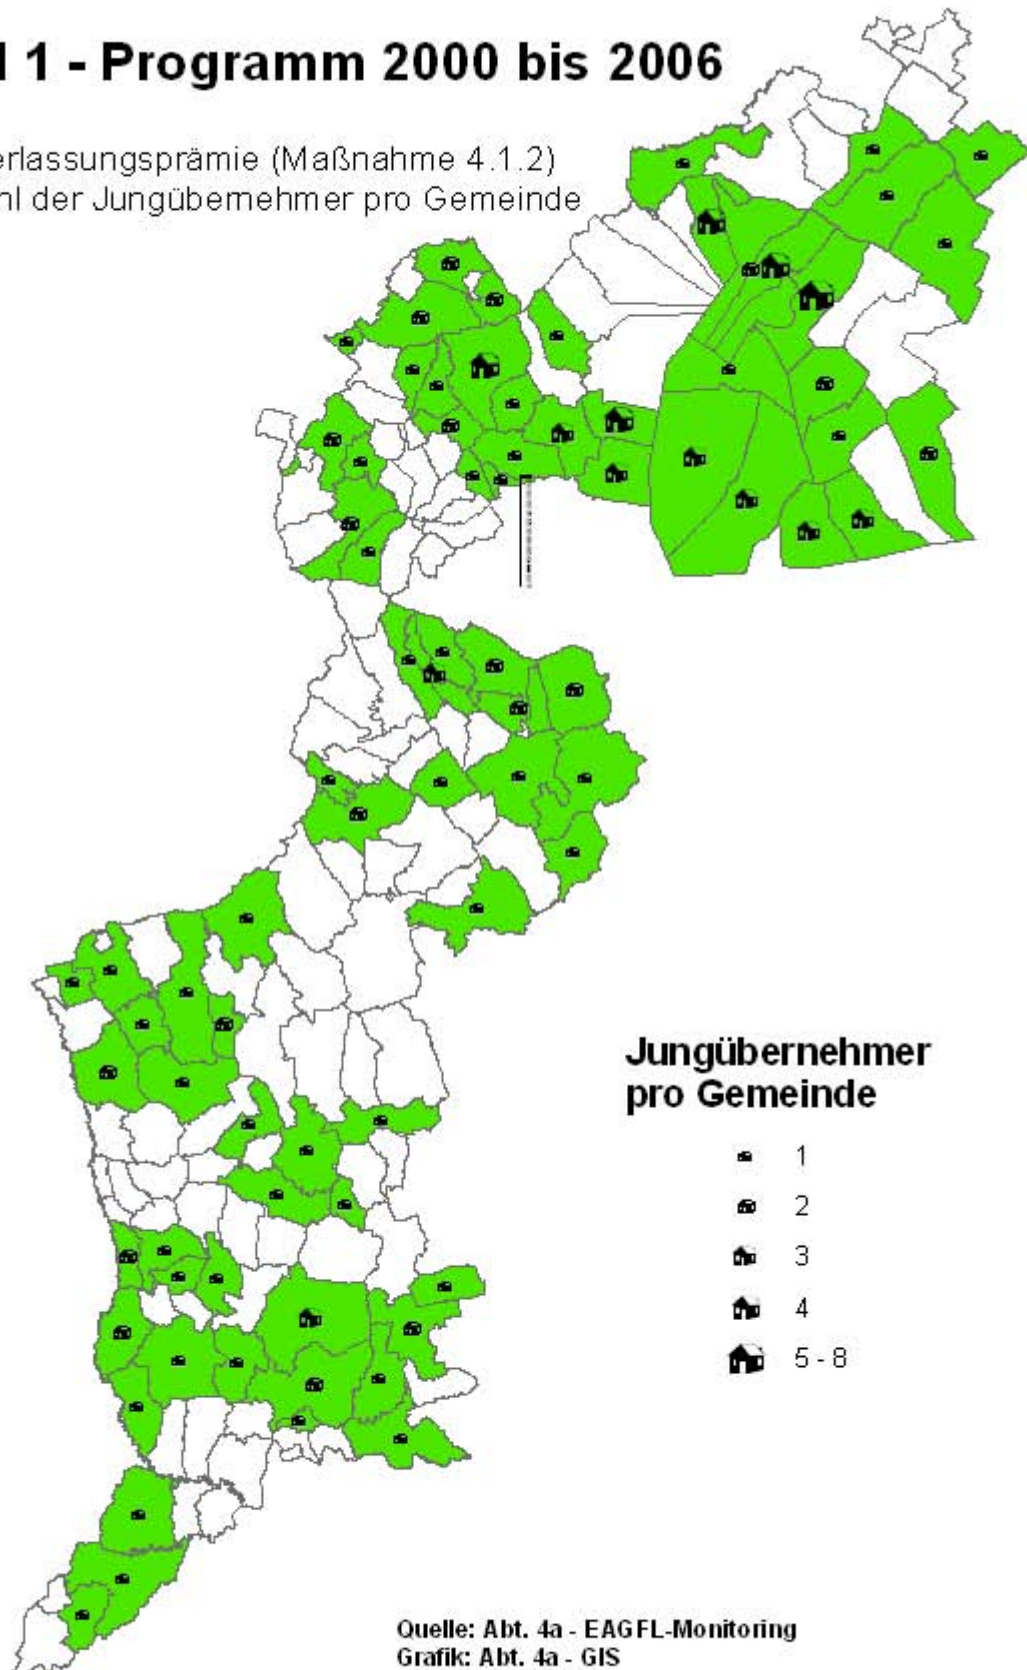 l 1 - Programm 2000 bis 2006
erlassungsprämie (Maßnahme 4.1.2)
hl der Jungübernehmer pro Gemeinde
Jungübernehmer
pro Gemeinde
1
2
3
4
5 - 8
Quelle: Abt. 4a - EAGFL-Monitoring
Grafik: Abt. 4a - GIS